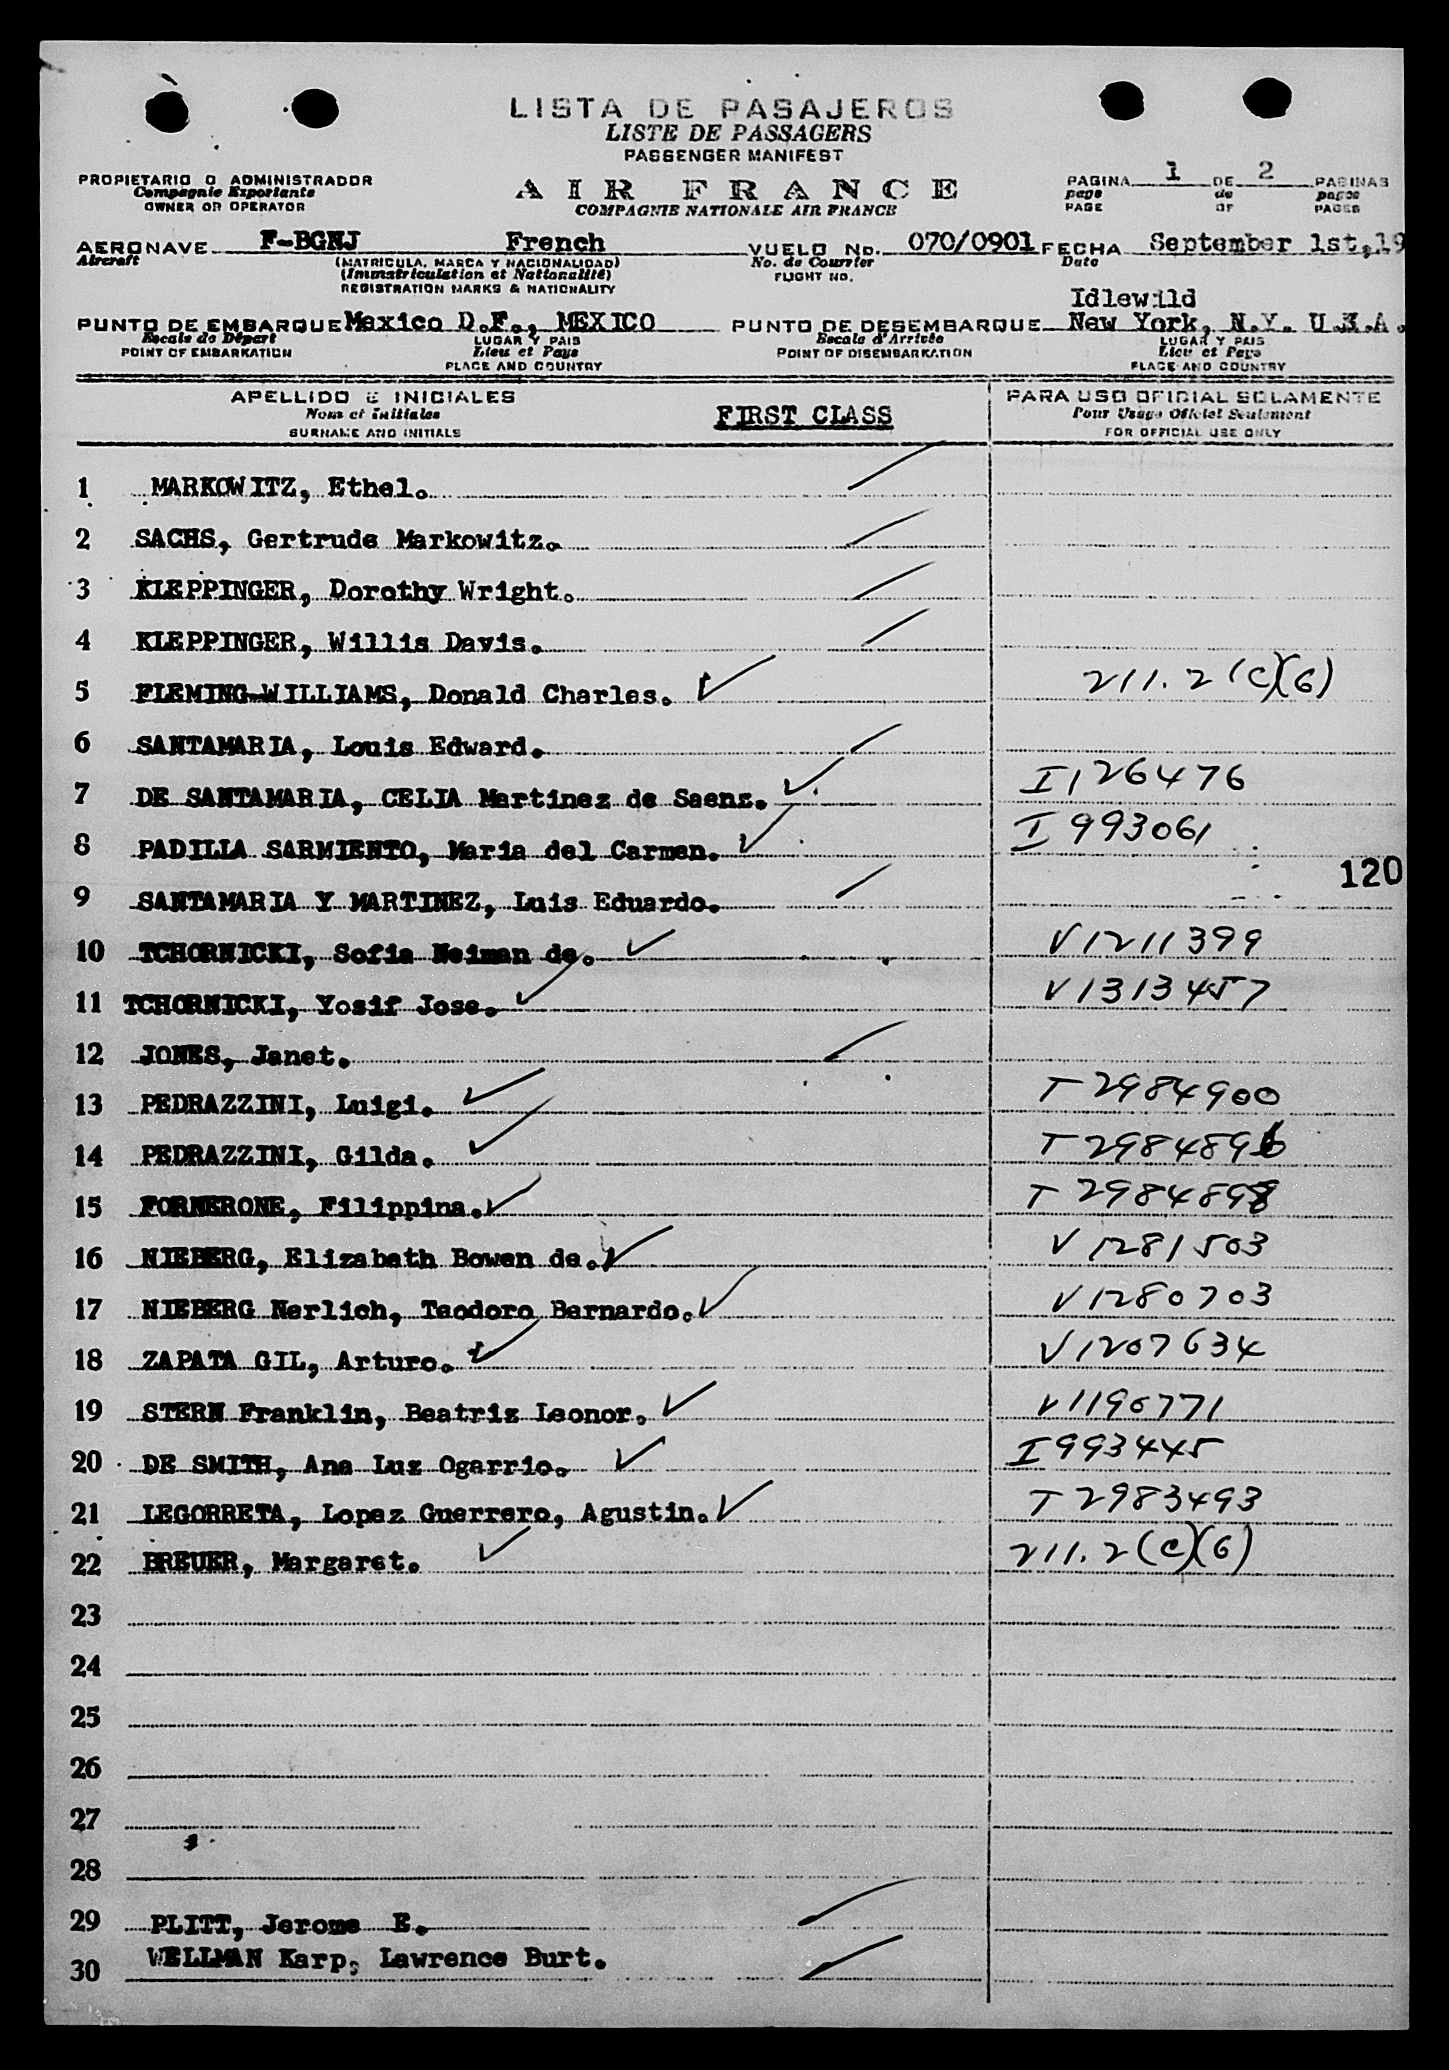 LISTA DE PASAJEROS
LISTE DE PASSAGERS
PASSENGER MANIFEST
PROPIETARIO O ADMINISTRADOR
Compagnie Exportante
OWNER OR OPERATOR
AIR FRANCE
COMPAGNIE NATIONALE AIR FRANCE
PAGINA 1 DE 2 PAGINAS
page de pages
PAGE OF PAGES
AERONAVE F-BGNJ French VUELO No. 070/0901 FECHA September 1st,19
Aircraft (MATRICULA, MARCA Y NACIONALIDAD) No. de Courrier Date
(Immatriculation et Nationalité) FLIGHT NO.
REGISTRATION MARKS & NATIONALITY
Idlewild
PUNTO DE EMBARQUE Mexico D.F., MEXICO PUNTO DE DESEMBARQUE New York, N.Y. U.S.A.
Escale de Départ LUGAR Y PAIS Escale d'Arrivée LUGAR Y PAIS
POINT OF EMBARKATION Lieu et Pays POINT OF DISEMBARKATION Lieu et Pays
PLACE AND COUNTRY PLACE AND COUNTRY
APELLIDO E INICIALES FIRST CLASS PARA USO OFICIAL SOLAMENTE
Nom et Initiales Pour Usage Officiel Seulement
SURNAME AND INITIALS FOR OFFICIAL USE ONLY
1 MARKOWITZ, Ethel.
2 SACHS, Gertrude Markowitz.
3 KLEPPINGER, Dorothy Wright.
4 KLEPPINGER, Willis Davis.
5 FLEMING-WILLIAMS, Donald Charles. ✓ 211.2(C)(6)
6 SANTAMARIA, Louis Edward.
7 DE SANTAMARIA, CELIA Martinez de Saenz. ✓ I126476
8 PADILLA SARMIENTO, Maria del Carmen. ✓ I 993061
120
9 SANTAMARIA Y MARTINEZ, Luis Eduardo.
10 TCHORNICKI, Sofia Neiman de. ✓ V1211399
11 TCHORNICKI, Yosif Jose. ✓ V1313457
12 JONES, Janet.
13 PEDRAZZINI, Luigi. ✓ T 2984900
14 PEDRAZZINI, Gilda. ✓ T 2984896
15 FORNERONE, Filippina. ✓ T 2984898
16 NIEBERG, Elizabeth Bowen de. ✓ V 1281503
17 NIEBERG Nerlich, Teodoro Bernardo. ✓ V1280703
18 ZAPATA GIL, Arturo. ✓ V1207634
19 STERN Franklin, Beatriz Leonor. ✓ V1196771
20 DE SMITH, Ana Luz Ogarrio. ✓ I993445
21 LEGORRETA, Lopez Guerrero, Agustin. ✓ T 2983493
22 BREUER, Margaret. ✓ 211.2(C)(6)
23
24
25
26
27
28
29 PLITT, Jerome E.
30 WELLMAN Karp, Lawrence Burt.